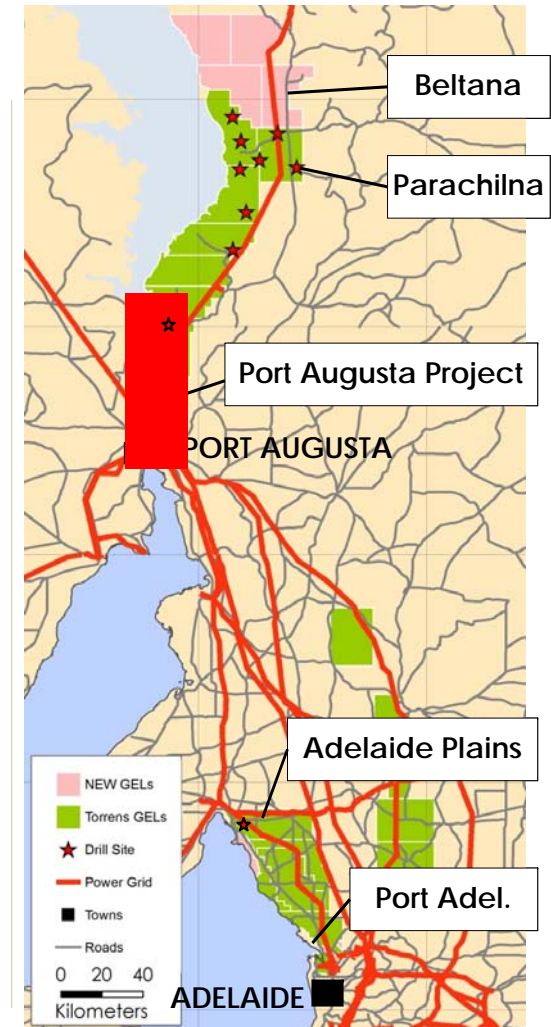 Beltana
Parachilna
Port Augusta Project
PORT AUGUSTA
Adelaide Plains
NEW GELs
Torrens GELs
Drill Site
Power Grid
Towns
Roads
0 20 40
Kilometers
Port Adel.
ADELAIDE